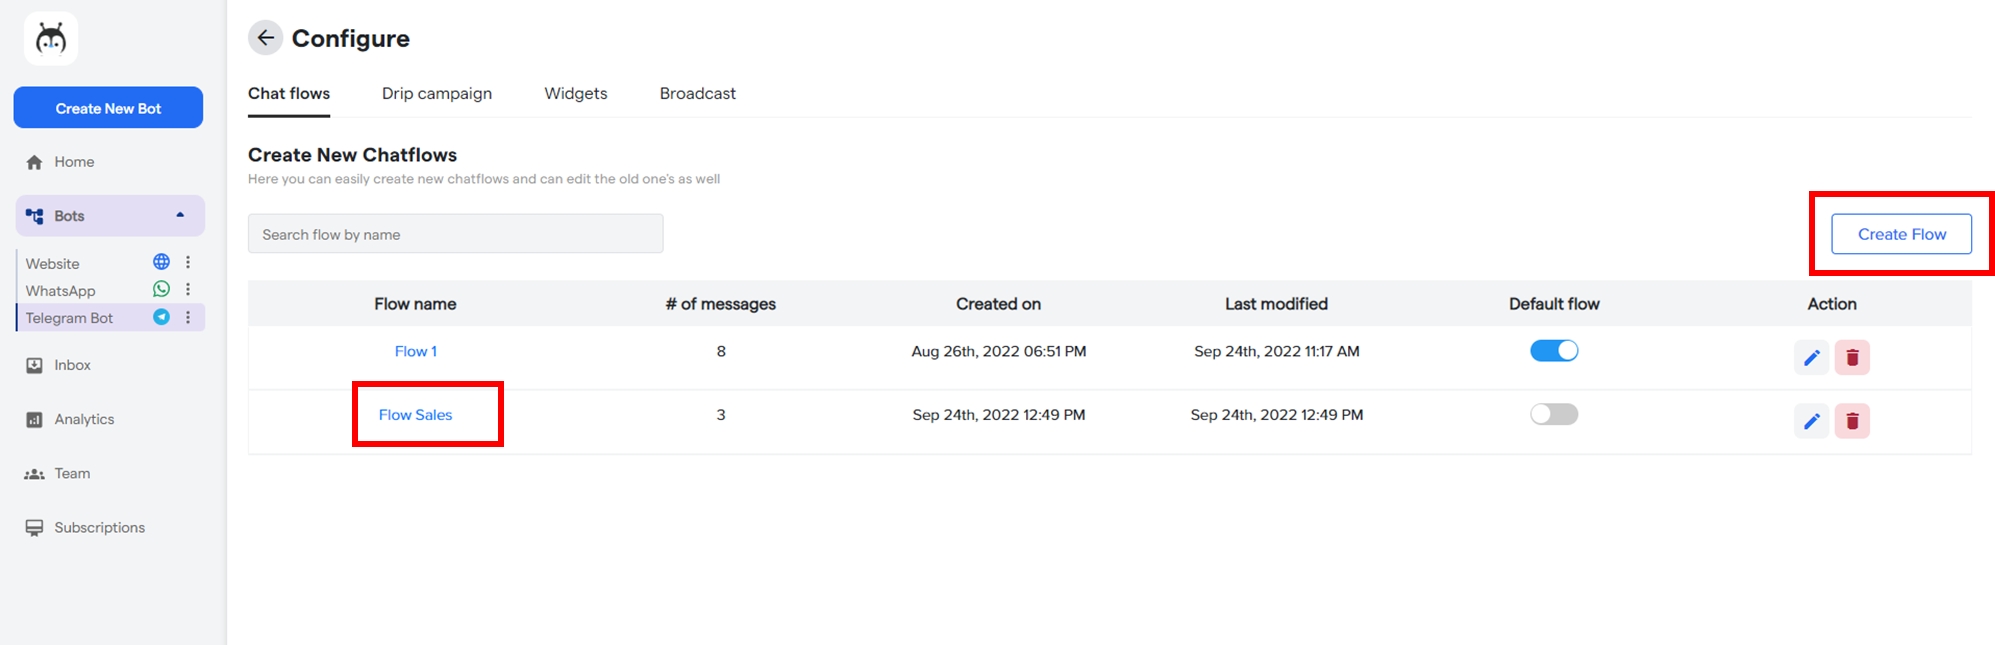 Configure
Create New Bot
Home
Bots
Website
WhatsApp
Telegram Bot
Inbox
Analytics
Team
Subscriptions
Chat flows Drip campaign Widgets Broadcast
Create New Chatflows
Here you can easily create new chatflows and can edit the old one's as well
Search flow by name
Create Flow
Flow name # of messages Created on Last modified Default flow Action
Flow 1 8 Aug 26th, 2022 06:51 PM Sep 24th, 2022 11:17 AM
Flow Sales 3 Sep 24th, 2022 12:49 PM Sep 24th, 2022 12:49 PM